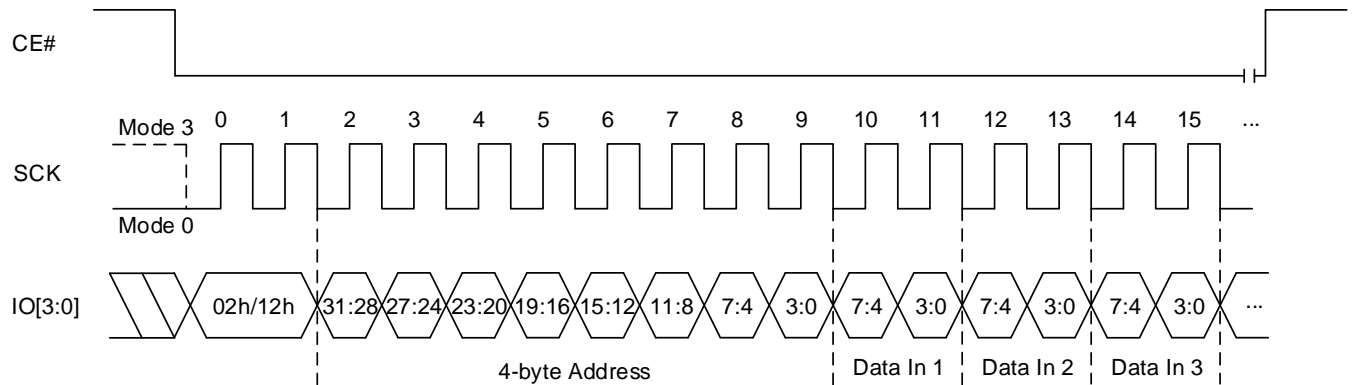 CE#
Mode 3 0 1 2 3 4 5 6 7 8 9 10 11 12 13 14 15 ...
SCK
Mode 0
IO[3:0] 02h/12h 31:28 27:24 23:20 19:16 15:12 11:8 7:4 3:0 7:4 3:0 7:4 3:0 7:4 3:0 ...
4-byte Address Data In 1 Data In 2 Data In 3